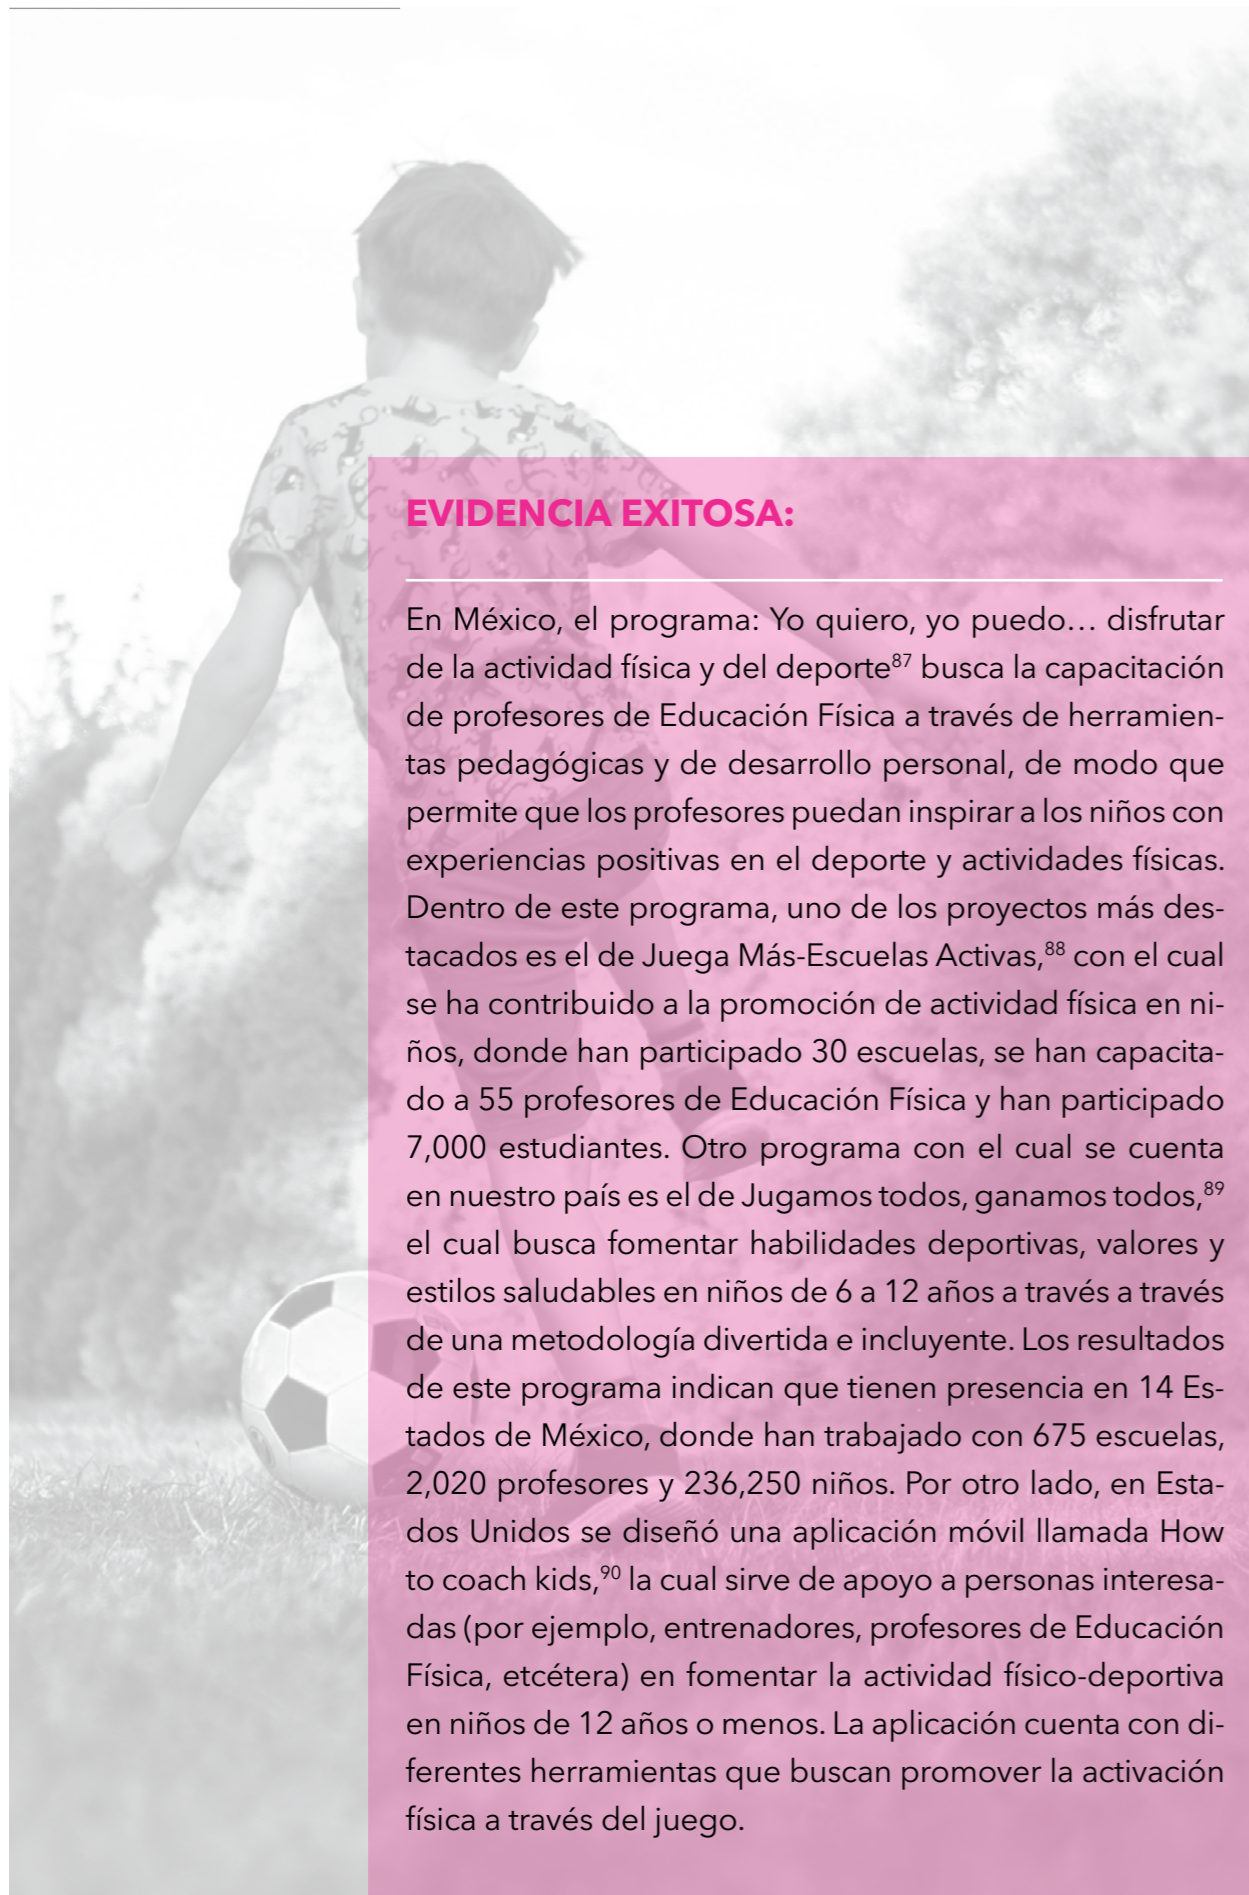 EVIDENCIA EXITOSA:
En México, el programa: Yo quiero, yo puedo… disfrutar
de la actividad física y del deporte⁸⁷ busca la capacitación
de profesores de Educación Física a través de herramien-
tas pedagógicas y de desarrollo personal, de modo que
permite que los profesores puedan inspirar a los niños con
experiencias positivas en el deporte y actividades físicas.
Dentro de este programa, uno de los proyectos más des-
tacados es el de Juega Más-Escuelas Activas,⁸⁸ con el cual
se ha contribuido a la promoción de actividad física en ni-
ños, donde han participado 30 escuelas, se han capacita-
do a 55 profesores de Educación Física y han participado
7,000 estudiantes. Otro programa con el cual se cuenta
en nuestro país es el de Jugamos todos, ganamos todos,⁸⁹
el cual busca fomentar habilidades deportivas, valores y
estilos saludables en niños de 6 a 12 años a través a través
de una metodología divertida e incluyente. Los resultados
de este programa indican que tienen presencia en 14 Es-
tados de México, donde han trabajado con 675 escuelas,
2,020 profesores y 236,250 niños. Por otro lado, en Esta-
dos Unidos se diseñó una aplicación móvil llamada How
to coach kids,⁹⁰ la cual sirve de apoyo a personas interesa-
das (por ejemplo, entrenadores, profesores de Educación
Física, etcétera) en fomentar la actividad físico-deportiva
en niños de 12 años o menos. La aplicación cuenta con di-
ferentes herramientas que buscan promover la activación
física a través del juego.